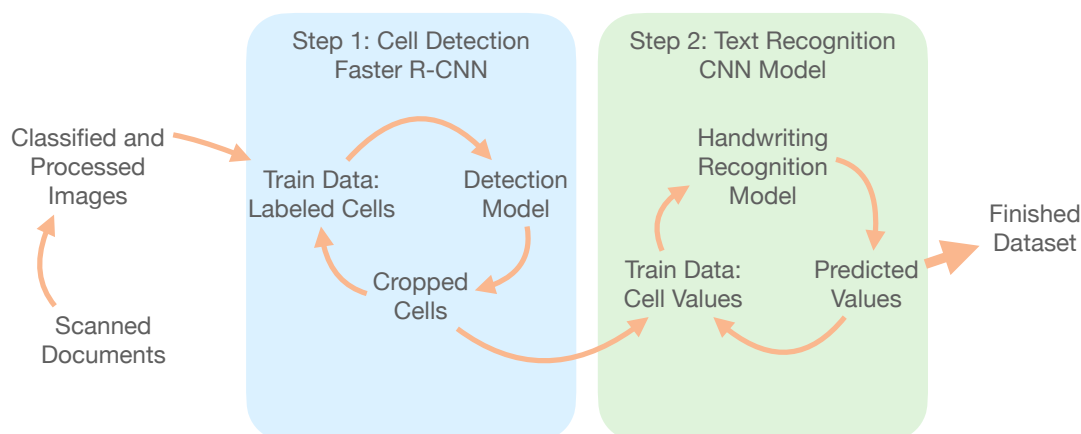 Step 1: Cell Detection
Faster R-CNN
Step 2: Text Recognition
CNN Model
Classified and
Processed
Images
Scanned
Documents
Train Data:
Labeled Cells
Detection
Model
Cropped
Cells
Handwriting
Recognition
Model
Train Data:
Cell Values
Predicted
Values
Finished
Dataset